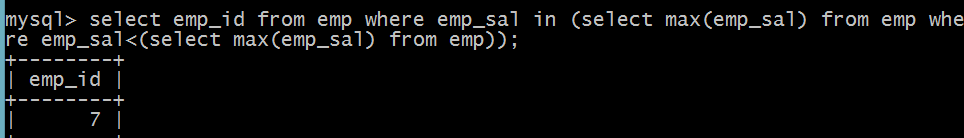 mysql> select emp_id from emp where emp_sal in (select max(emp_sal) from emp whe
re emp_sal<(select max(emp_sal) from emp));
+--------+
| emp_id |
+--------+
|      7 |
+--------+